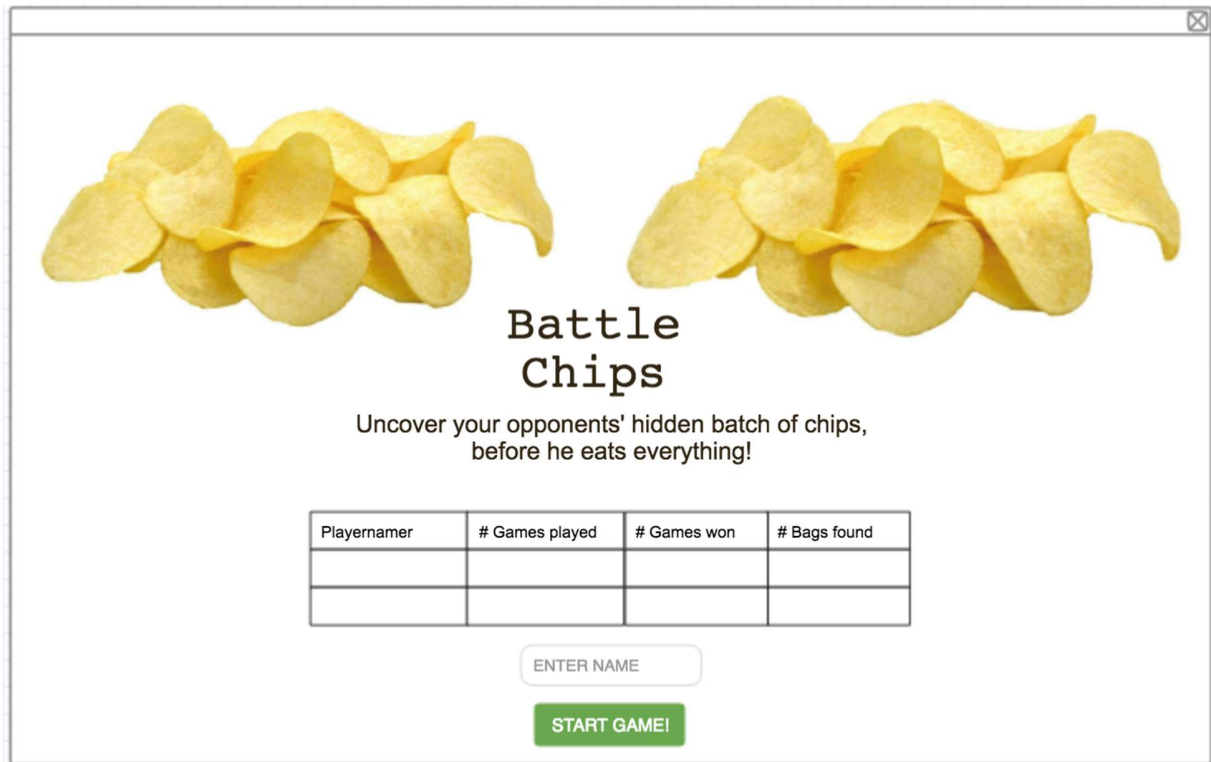 Battle
Chips
Uncover your opponents' hidden batch of chips,
before he eats everything!
Playernamer # Games played # Games won # Bags found
ENTER NAME
START GAME!